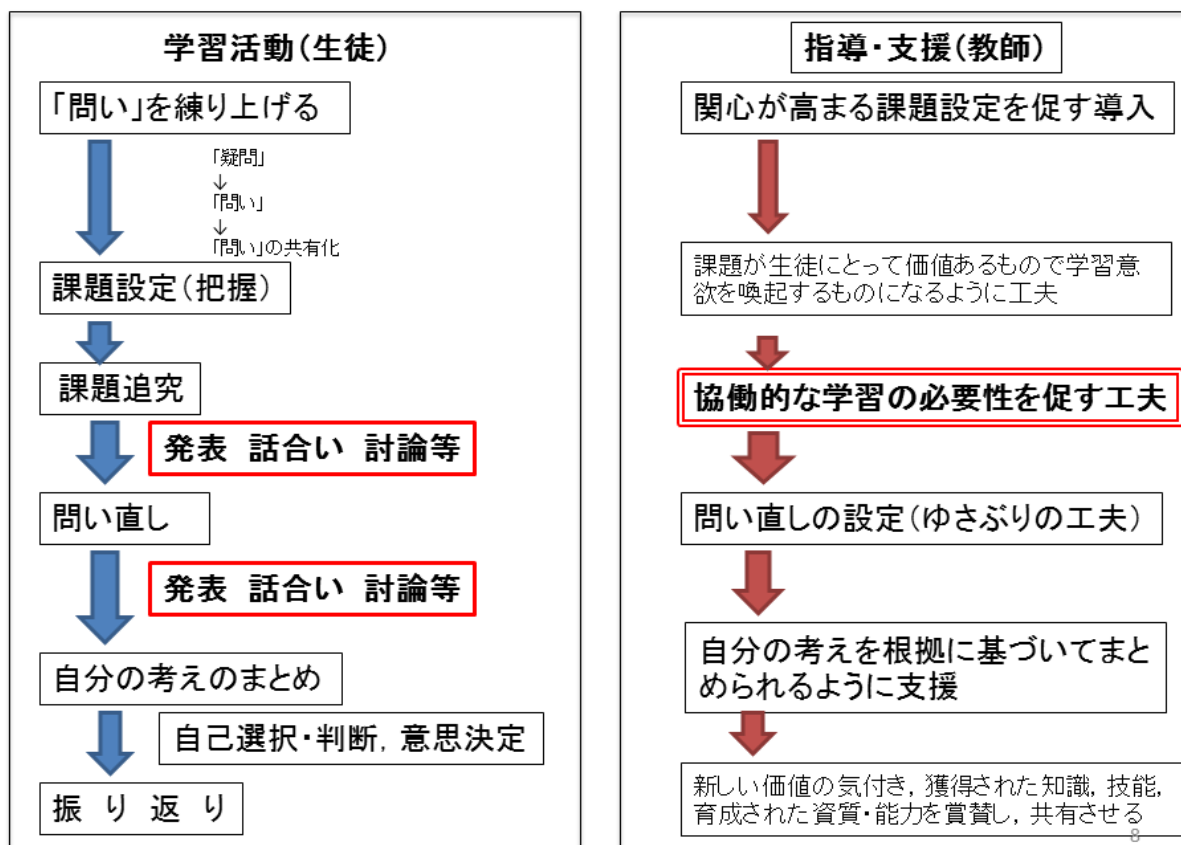 学習活動(生徒)
「問い」を練り上げる
「疑問」
↓
「問い」
↓
「問い」の共有化
課題設定(把握)
課題追究
発表 話合い 討論等
問い直し
発表 話合い 討論等
自分の考えのまとめ
自己選択・判断,意思決定
振 り 返 り
指導・支援(教師)
関心が高まる課題設定を促す導入
課題が生徒にとって価値あるもので学習意
欲を喚起するものになるように工夫
協働的な学習の必要性を促す工夫
問い直しの設定(ゆさぶりの工夫)
自分の考えを根拠に基づいてまと
められるように支援
新しい価値の気付き,獲得された知識,技能,
育成された資質・能力を賞賛し,共有させる
8